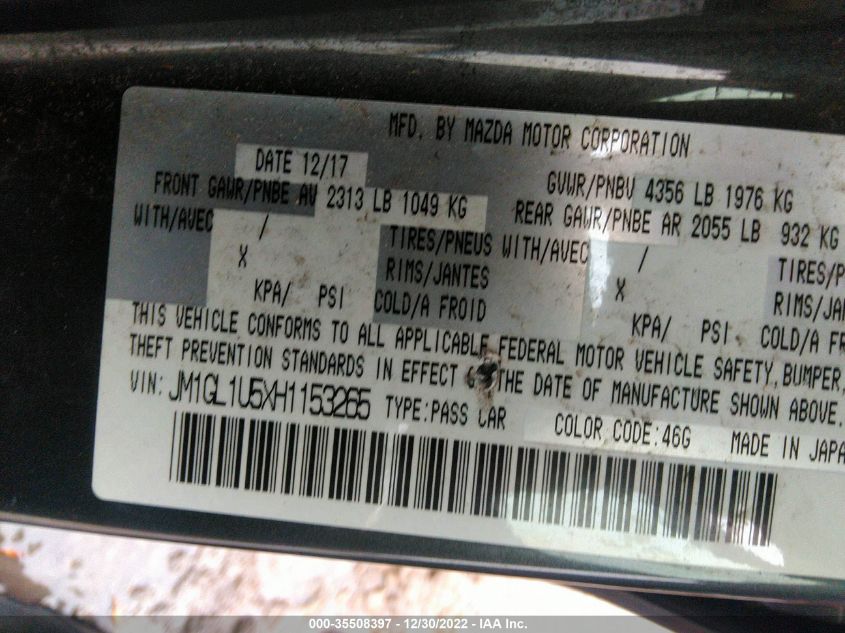 MFD. BY MAZDA MOTOR CORPORATION
DATE 12/17 GVWR/PNBV 4356 LB 1976 KG
FRONT GAWR/PNBE AV 2313 LB 1049 KG REAR GAWR/PNBE AR 2055 LB 932 KG
WITH/AVEC / TIRES/PNEUS WITH/AVEC / TIRES/P
X RIMS/JANTES X RIMS/JA
KPA/ PSI COLD/A FROID KPA/ PSI COLD/A FR
THIS VEHICLE CONFORMS TO ALL APPLICABLE FEDERAL MOTOR VEHICLE SAFETY, BUMPER,
THEFT PREVENTION STANDARDS IN EFFECT THE DATE OF MANUFACTURE SHOWN ABOVE.
VIN: JM1GL1U5XH1153265 TYPE:PASS CAR COLOR CODE:46G MADE IN JAPA
000-35508397 - 12/30/2022 - IAA Inc.